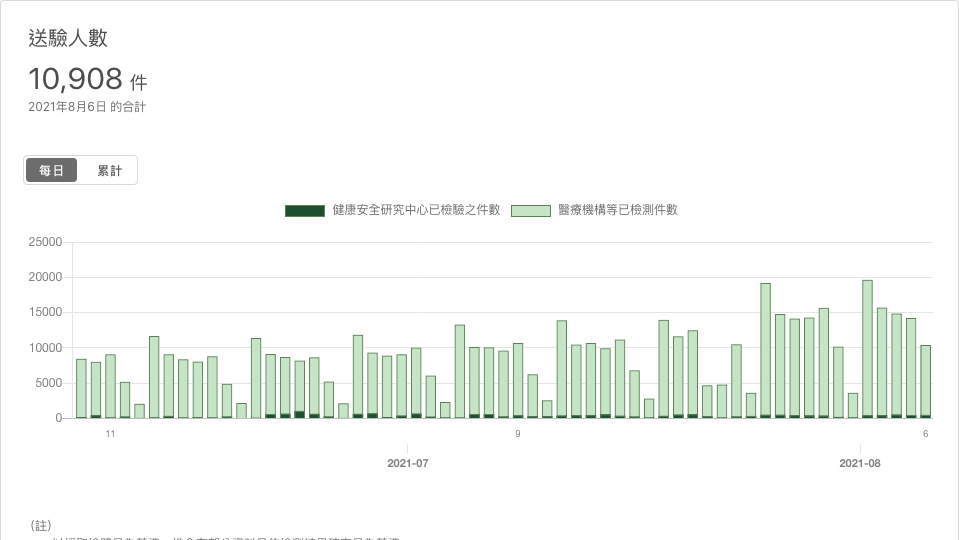 送驗人數
10,908 件
2021年8月6日 的合計
每日 累計
健康安全研究中心已檢驗之件數 醫療機構等已檢測件數
25000
20000
15000
10000
5000
0
11 9 6
2021-07 2021-08
(註)